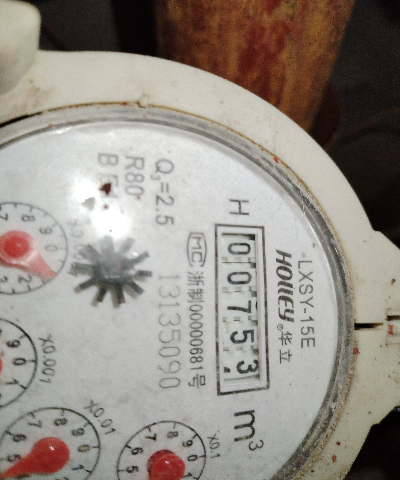 LXSY-15E
HOLLEY®华立
H 00753 m³
MC 浙制00000681号
13135090
Q₃=2.5
R80
B
X0.1
X0.01
X0.001